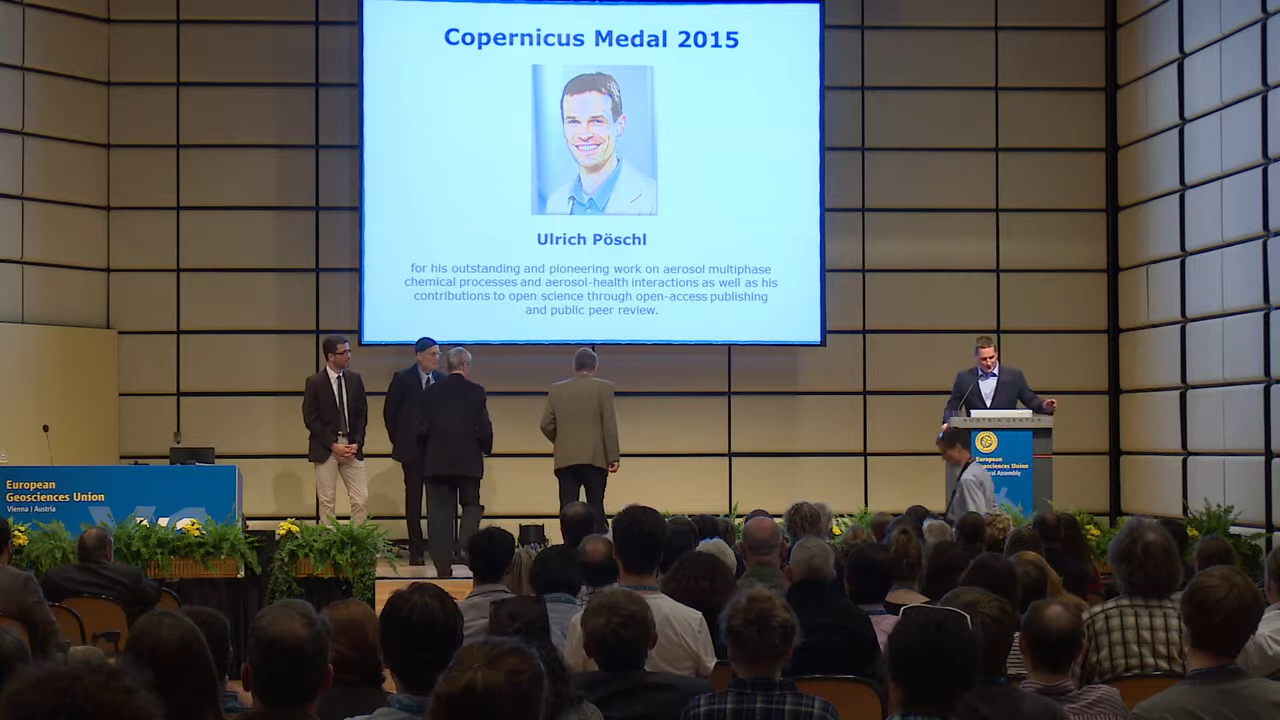 Copernicus Medal 2015
Ulrich Pöschl
for his outstanding and pioneering work on aerosol multiphase
chemical processes and aerosol-health interactions as well as his
contributions to open science through open-access publishing
and public peer review.
AUSTRIA CENTER
European
Geosciences Union
Vienna | Austria
European
Geosciences Union